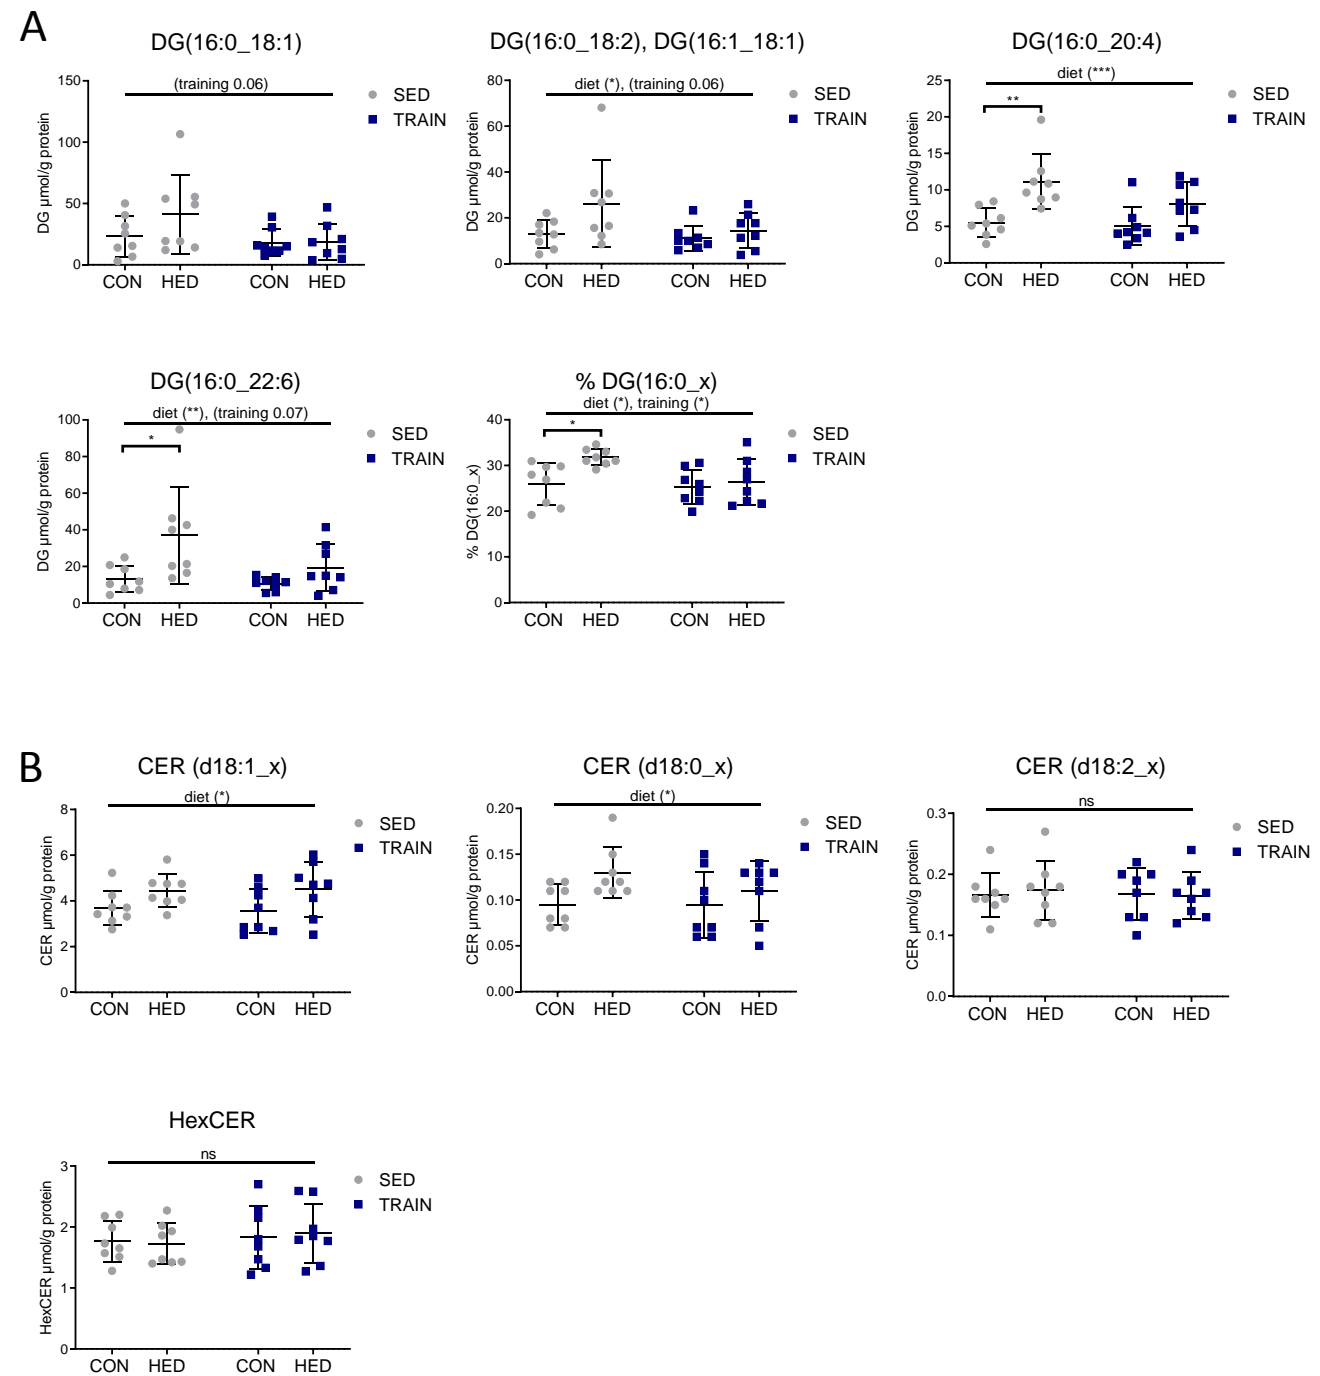 A
DG(16:0_18:1)
(training 0.06)
150
100
50
0
DG µmol/g protein
CON HED CON HED
SED
TRAIN
DG(16:0_18:2), DG(16:1_18:1)
diet (*), (training 0.06)
80
60
40
20
0
DG µmol/g protein
CON HED CON HED
SED
TRAIN
DG(16:0_20:4)
diet (***)
**
25
20
15
10
5
0
DG µmol/g protein
CON HED CON HED
SED
TRAIN
DG(16:0_22:6)
diet (**), (training 0.07)
*
100
80
60
40
20
0
DG µmol/g protein
CON HED CON HED
SED
TRAIN
% DG(16:0_x)
diet (*), training (*)
*
40
30
20
10
0
% DG(16:0_x)
CON HED CON HED
SED
TRAIN
B
CER (d18:1_x)
diet (*)
8
6
4
2
0
CER µmol/g protein
CON HED CON HED
SED
TRAIN
CER (d18:0_x)
diet (*)
0.20
0.15
0.10
0.05
0.00
CER µmol/g protein
CON HED CON HED
SED
TRAIN
CER (d18:2_x)
ns
0.3
0.2
0.1
0.0
CER µmol/g protein
CON HED CON HED
SED
TRAIN
HexCER
ns
3
2
1
0
HexCER µmol/g protein
CON HED CON HED
SED
TRAIN